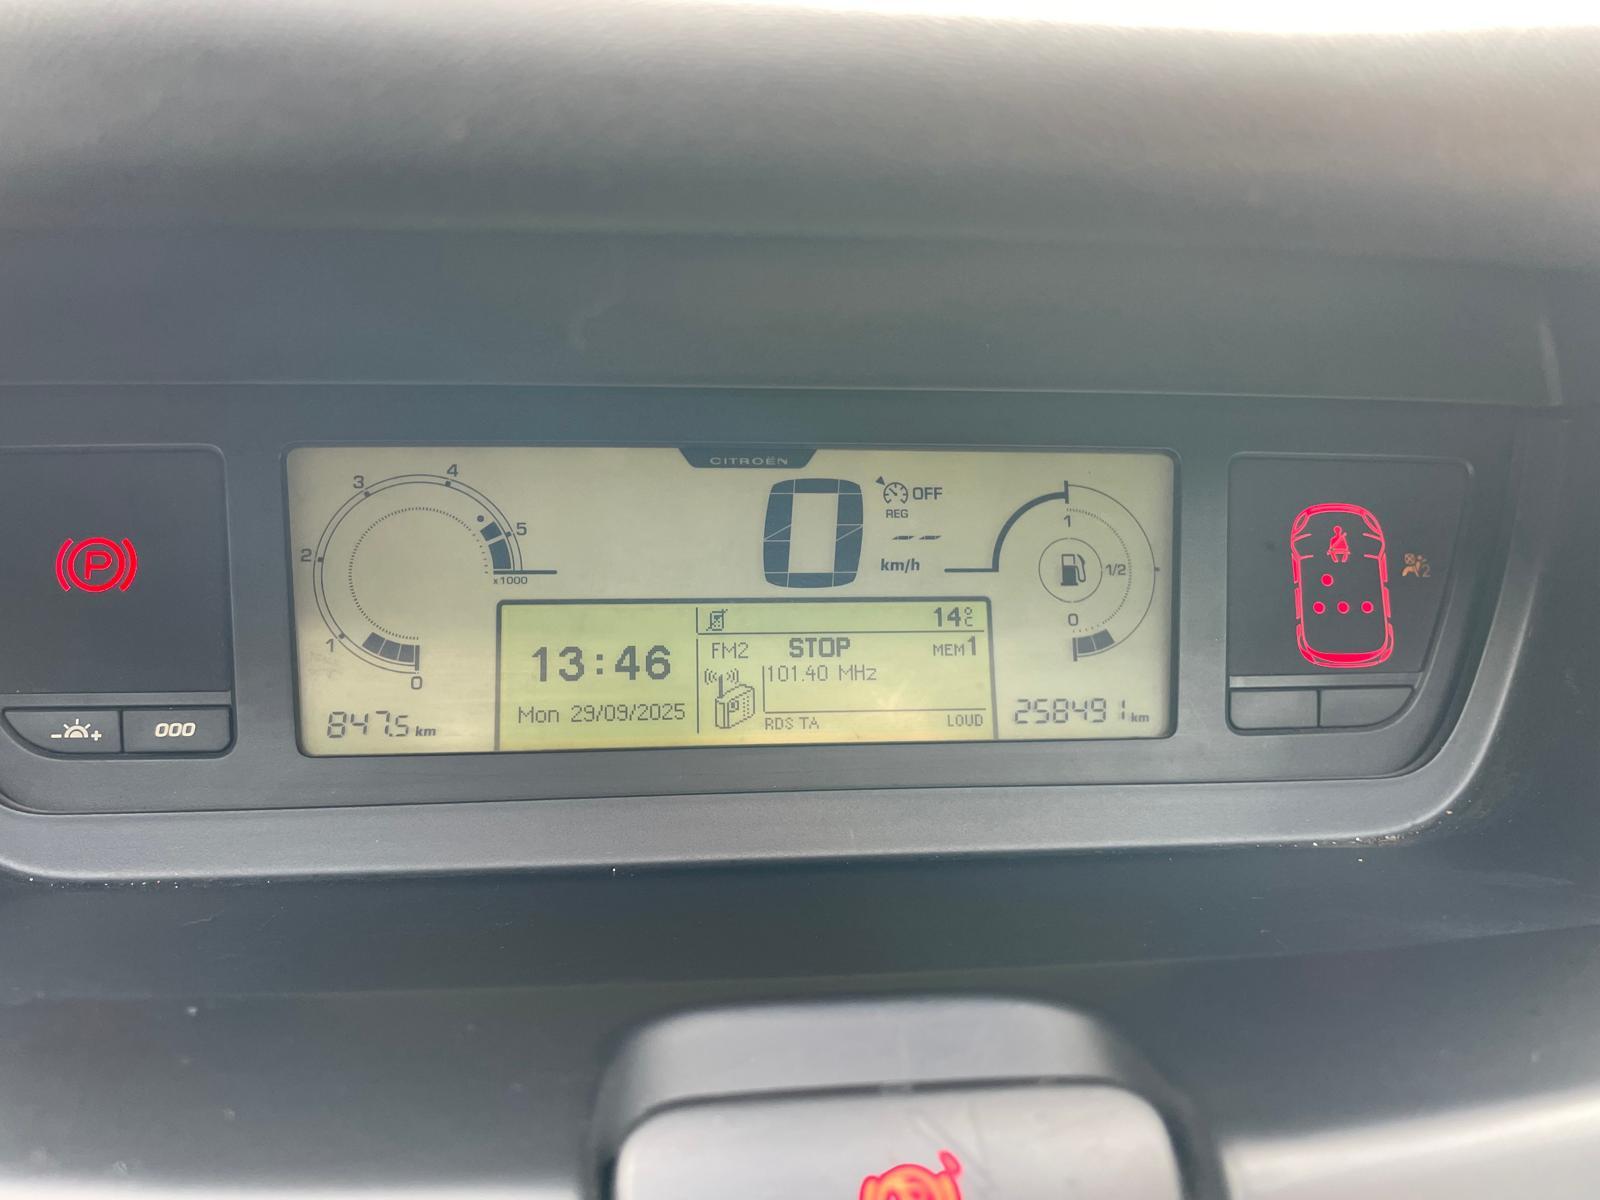 CITROËN
4
3
5
2
x1000
1
0
OFF
REG
-- --
km/h
0
1
1/2
0
P
2
14°C
13:46
FM2
STOP
MEM1
101.40 MHz
Mon 29/09/2025
RDS TA
LOUD
847.5 km
258491 km
- +
000